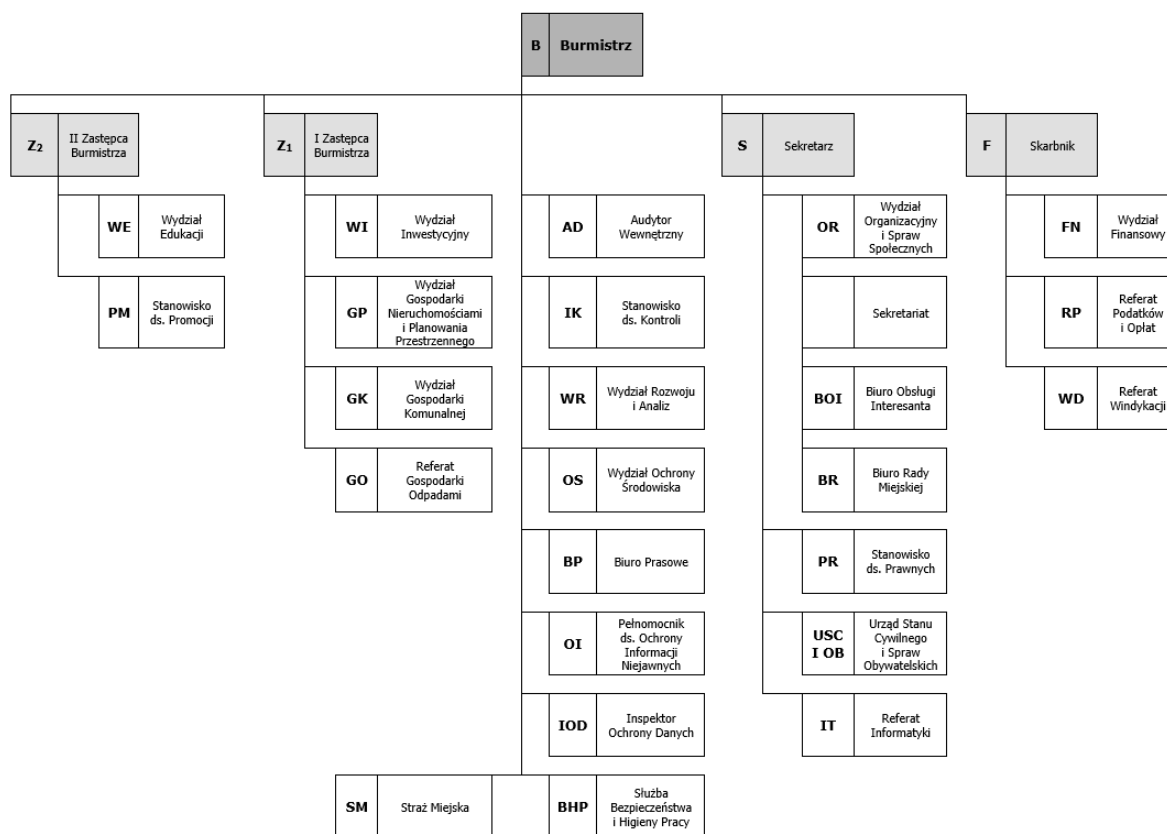 B
Burmistrz
Z2
II Zastępca
Burmistrza
WE
Wydział
Edukacji
PM
Stanowisko
ds. Promocji
Z1
I Zastępca
Burmistrza
WI
Wydział
Inwestycyjny
GP
Wydział
Gospodarki
Nieruchomościami
i Planowania
Przestrzennego
GK
Wydział
Gospodarki
Komunalnej
GO
Referat
Gospodarki
Odpadami
AD
Audytor
Wewnętrzny
IK
Stanowisko
ds. Kontroli
WR
Wydział Rozwoju
i Analiz
OS
Wydział Ochrony
Środowiska
BP
Biuro Prasowe
OI
Pełnomocnik
ds. Ochrony
Informacji
Niejawnych
IOD
Inspektor
Ochrony Danych
SM
Straż Miejska
BHP
Służba
Bezpieczeństwa
i Higieny Pracy
S
Sekretarz
OR
Wydział
Organizacyjny
i Spraw
Społecznych
Sekretariat
BOI
Biuro Obsługi
Interesanta
BR
Biuro Rady
Miejskiej
PR
Stanowisko
ds. Prawnych
USC
I OB
Urząd Stanu
Cywilnego
i Spraw
Obywatelskich
IT
Referat
Informatyki
F
Skarbnik
FN
Wydział
Finansowy
RP
Referat
Podatków
i Opłat
WD
Referat
Windykacji